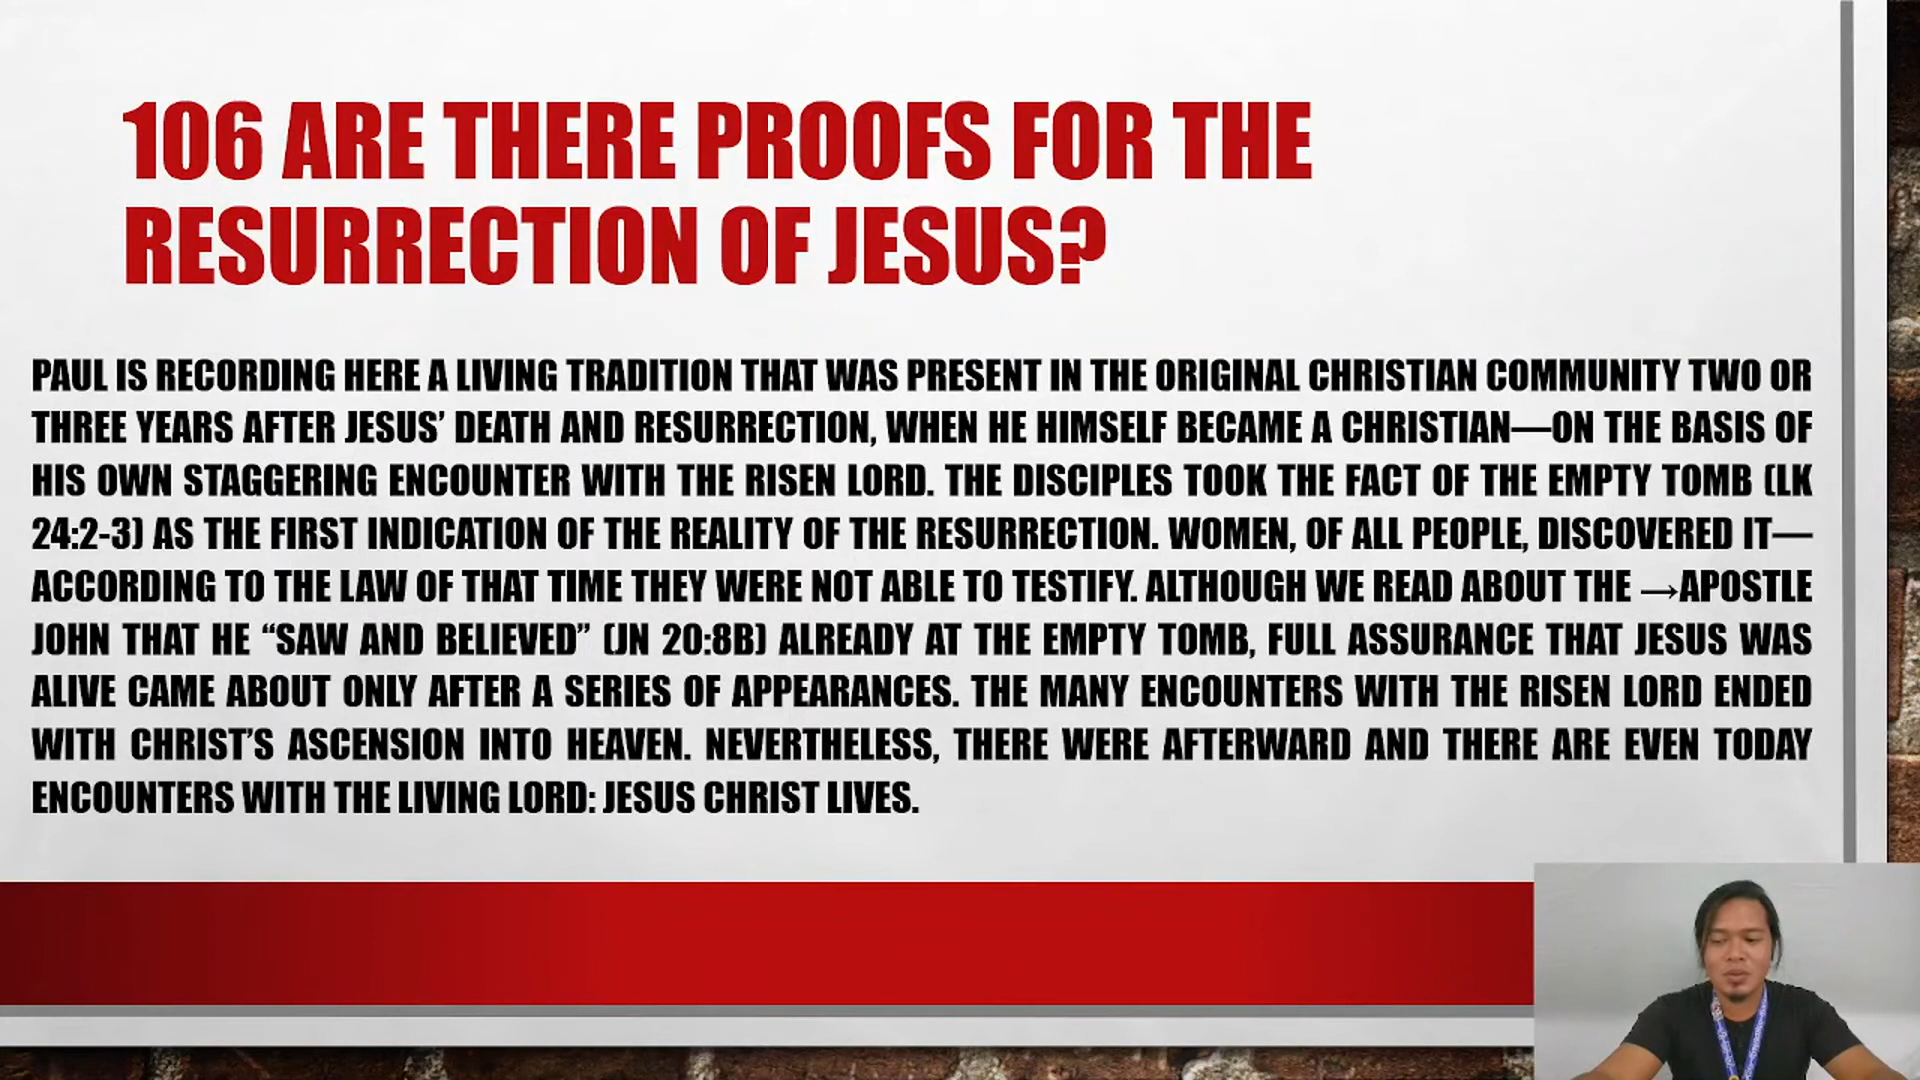 106 ARE THERE PROOFS FOR THE
RESURRECTION OF JESUS?
PAUL IS RECORDING HERE A LIVING TRADITION THAT WAS PRESENT IN THE ORIGINAL CHRISTIAN COMMUNITY TWO OR
THREE YEARS AFTER JESUS’ DEATH AND RESURRECTION, WHEN HE HIMSELF BECAME A CHRISTIAN—ON THE BASIS OF
HIS OWN STAGGERING ENCOUNTER WITH THE RISEN LORD. THE DISCIPLES TOOK THE FACT OF THE EMPTY TOMB (LK
24:2-3) AS THE FIRST INDICATION OF THE REALITY OF THE RESURRECTION. WOMEN, OF ALL PEOPLE, DISCOVERED IT—
ACCORDING TO THE LAW OF THAT TIME THEY WERE NOT ABLE TO TESTIFY. ALTHOUGH WE READ ABOUT THE →APOSTLE
JOHN THAT HE “SAW AND BELIEVED” (JN 20:8B) ALREADY AT THE EMPTY TOMB, FULL ASSURANCE THAT JESUS WAS
ALIVE CAME ABOUT ONLY AFTER A SERIES OF APPEARANCES. THE MANY ENCOUNTERS WITH THE RISEN LORD ENDED
WITH CHRIST’S ASCENSION INTO HEAVEN. NEVERTHELESS, THERE WERE AFTERWARD AND THERE ARE EVEN TODAY
ENCOUNTERS WITH THE LIVING LORD: JESUS CHRIST LIVES.